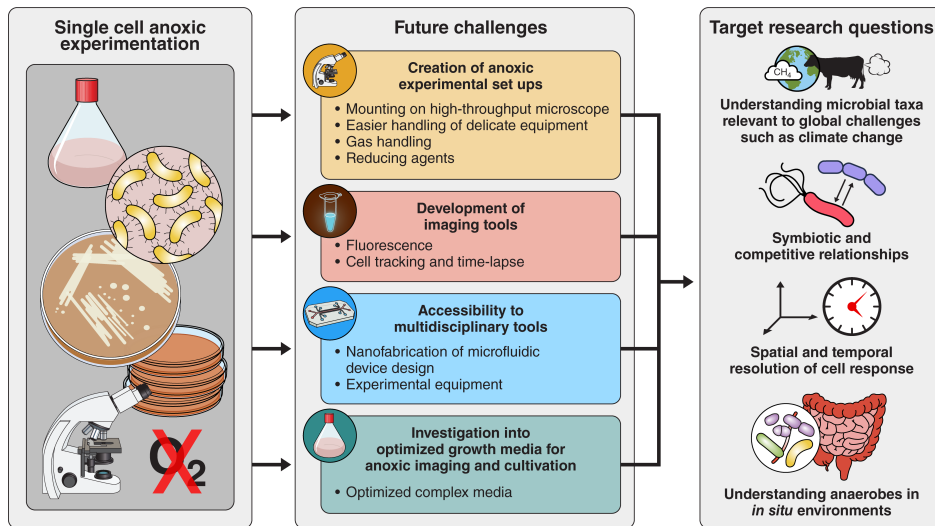 Single cell anoxic
experimentation
O2
Future challenges
Creation of anoxic
experimental set ups
• Mounting on high-throughput microscope
• Easier handling of delicate equipment
• Gas handling
• Reducing agents
Development of
imaging tools
• Fluorescence
• Cell tracking and time-lapse
Accessibility to
multidisciplinary tools
• Nanofabrication of microfluidic
device design
• Experimental equipment
Investigation into
optimized growth media for
anoxic imaging and cultivation
• Optimized complex media
Target research questions
CH4
Understanding microbial taxa
relevant to global challenges
such as climate change
Symbiotic and
competitive relationships
Spatial and temporal
resolution of cell response
Understanding anaerobes in
in situ environments